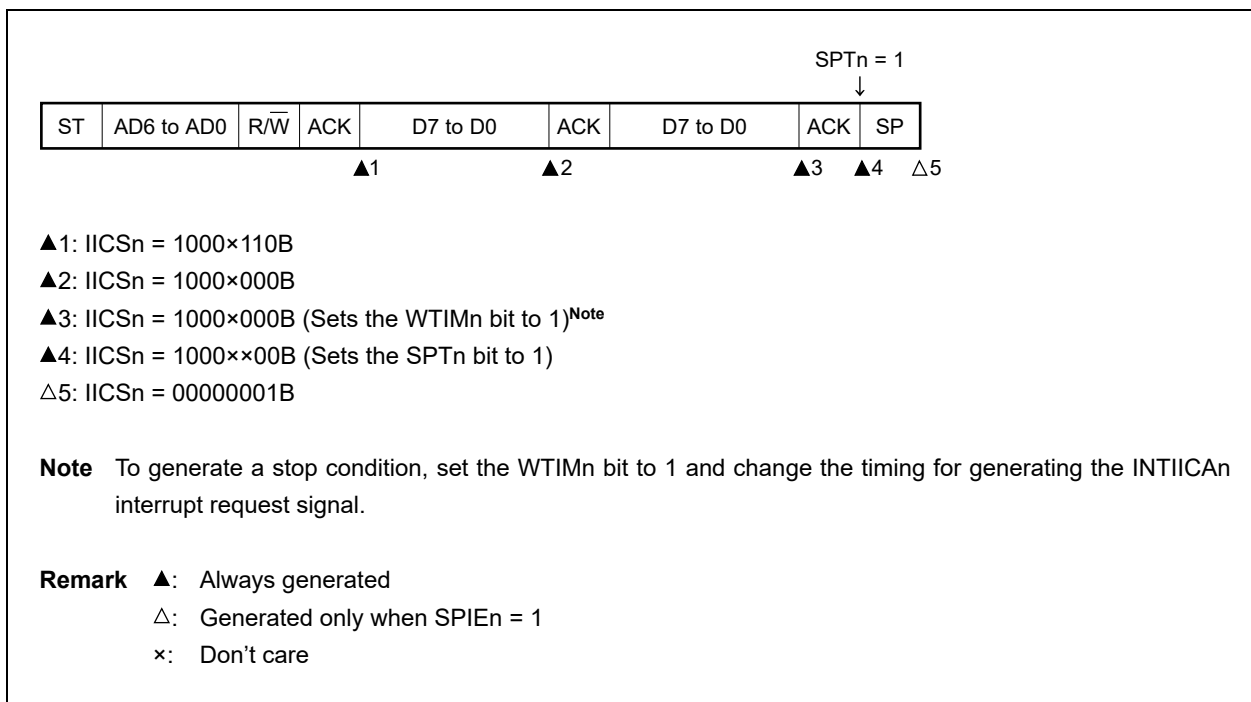 SPTn = 1
↓
ST AD6 to AD0 R/W̅ ACK D7 to D0 ACK D7 to D0 ACK SP
▲1 ▲2 ▲3 ▲4 △5
▲1: IICSn = 1000×110B
▲2: IICSn = 1000×000B
▲3: IICSn = 1000×000B (Sets the WTIMn bit to 1)Note
▲4: IICSn = 1000××00B (Sets the SPTn bit to 1)
△5: IICSn = 00000001B
Note To generate a stop condition, set the WTIMn bit to 1 and change the timing for generating the INTIICAn
interrupt request signal.
Remark ▲: Always generated
△: Generated only when SPIEn = 1
×: Don’t care